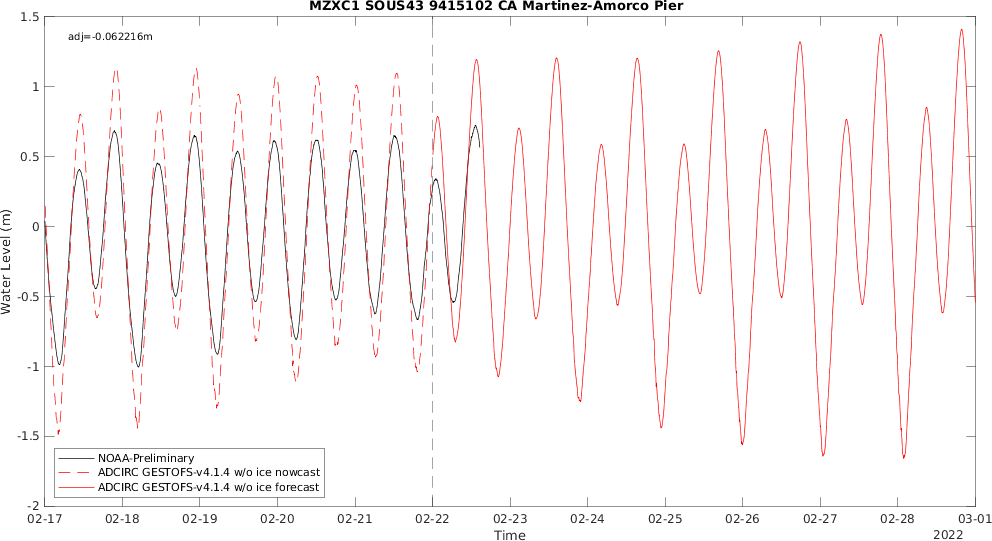 MZXC1 SOUS43 9415102 CA Martinez-Amorco Pier
adj=-0.062216m
1.5
1
0.5
0
-0.5
-1
-1.5
-2
Water Level (m)
NOAA-Preliminary
ADCIRC GESTOFS-v4.1.4 w/o ice nowcast
ADCIRC GESTOFS-v4.1.4 w/o ice forecast
02-17 02-18 02-19 02-20 02-21 02-22 02-23 02-24 02-25 02-26 02-27 02-28 03-01
Time
2022